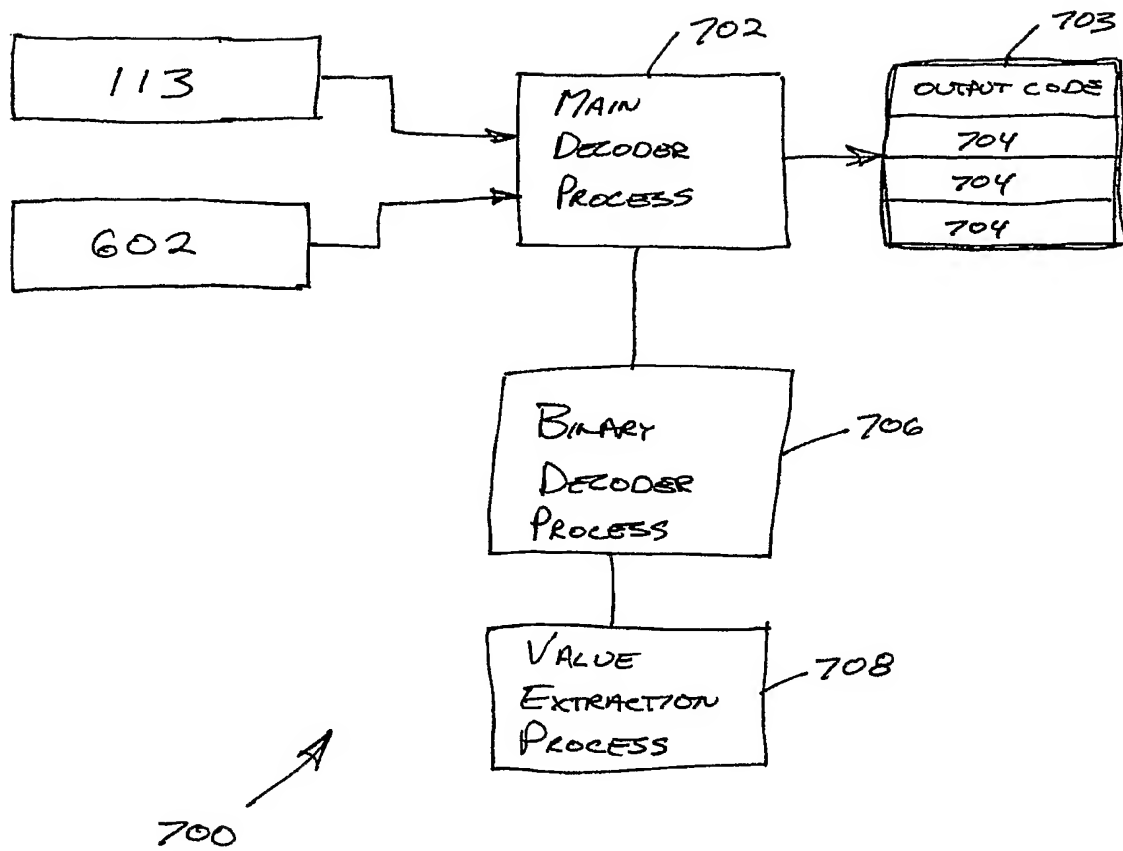 702
703
113
MAIN
DECODER
PROCESS
OUTPUT CODE
704
704
704
602
BINARY
DECODER
PROCESS
706
VALUE
EXTRACTION
PROCESS
708
700